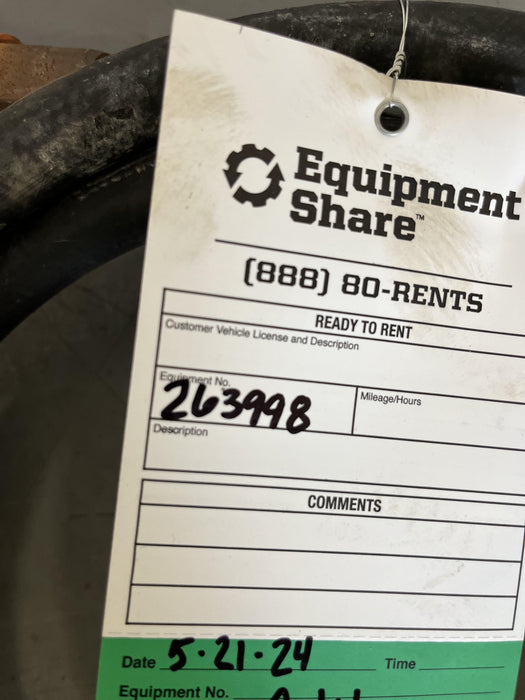 Equipment
Share™
(888) 80-RENTS
READY TO RENT
Customer Vehicle License and Description
Equipment No.
263998
Mileage/Hours
Description
COMMENTS
Date 5·21·24 Time
Equipment No.